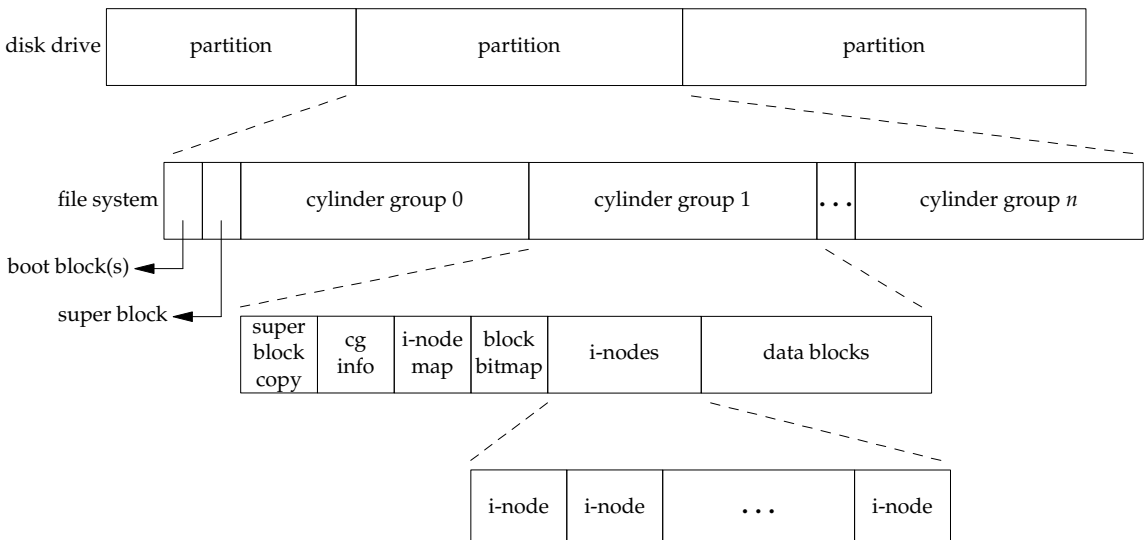 disk drive
partition
partition
partition
file system
cylinder group 0
cylinder group 1
...
cylinder group n
boot block(s)
super block
super
block
copy
cg
info
i-node
map
block
bitmap
i-nodes
data blocks
i-node
i-node
...
i-node